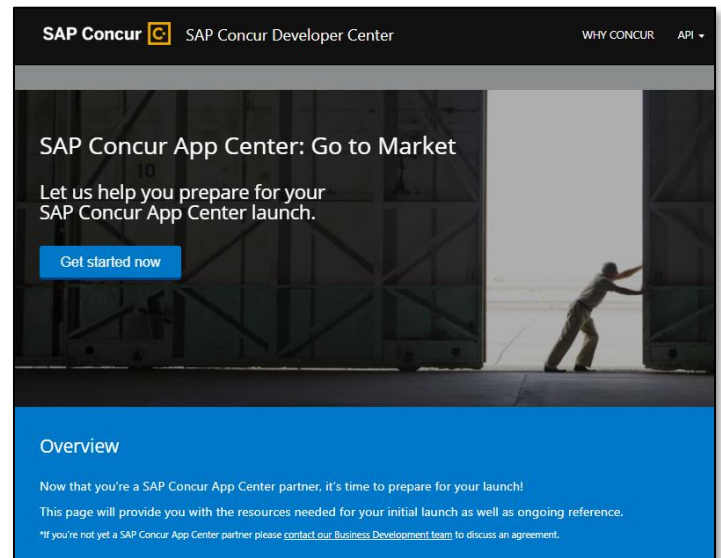 SAP Concur C. SAP Concur Developer Center WHY CONCUR API
10
SAP Concur App Center: Go to Market
Let us help you prepare for your
SAP Concur App Center launch.
Get started now
Overview
Now that you're a SAP Concur App Center partner, it's time to prepare for your launch!
This page will provide you with the resources needed for your initial launch as well as ongoing reference.
*If you're not yet a SAP Concur App Center partner please contact our Business Development team to discuss an agreement.